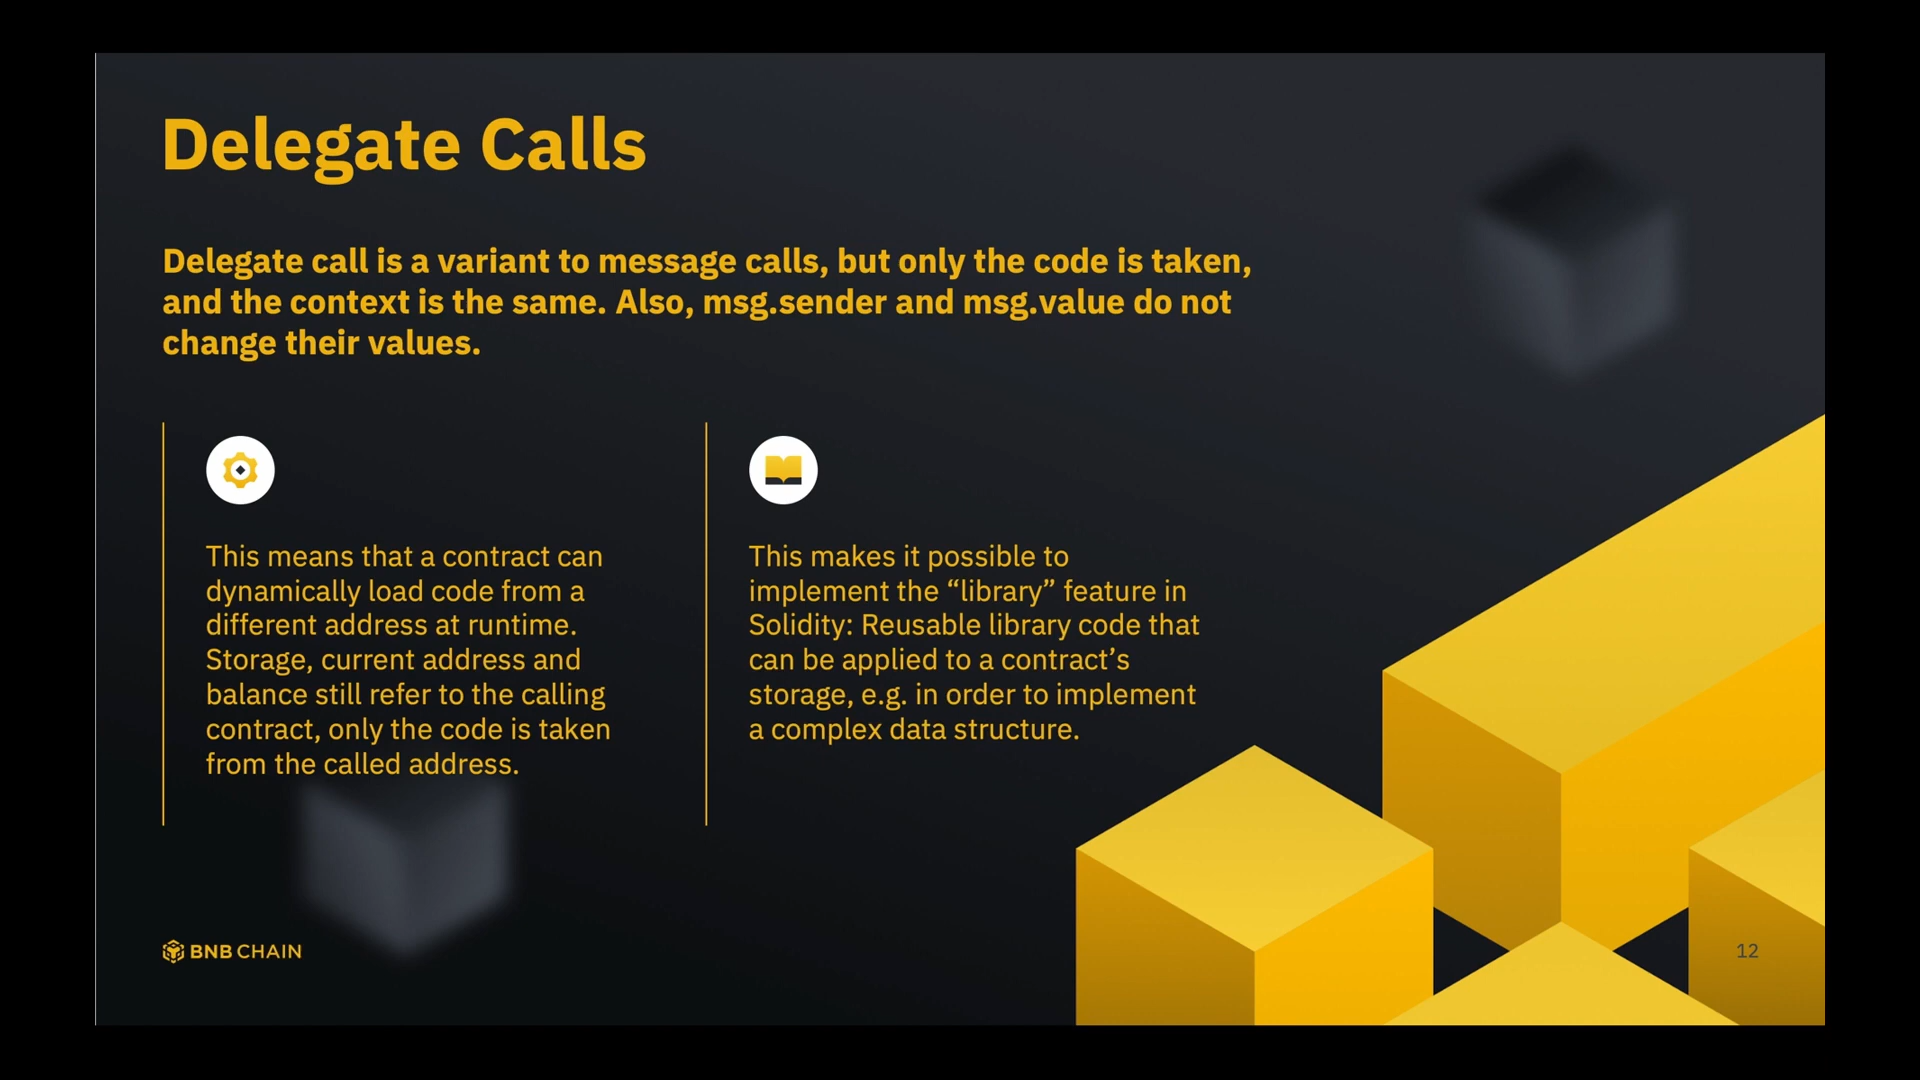 Delegate Calls
Delegate call is a variant to message calls, but only the code is taken,
and the context is the same. Also, msg.sender and msg.value do not
change their values.
This means that a contract can
dynamically load code from a
different address at runtime.
Storage, current address and
balance still refer to the calling
contract, only the code is taken
from the called address.
This makes it possible to
implement the “library” feature in
Solidity: Reusable library code that
can be applied to a contract’s
storage, e.g. in order to implement
a complex data structure.
BNB CHAIN
12